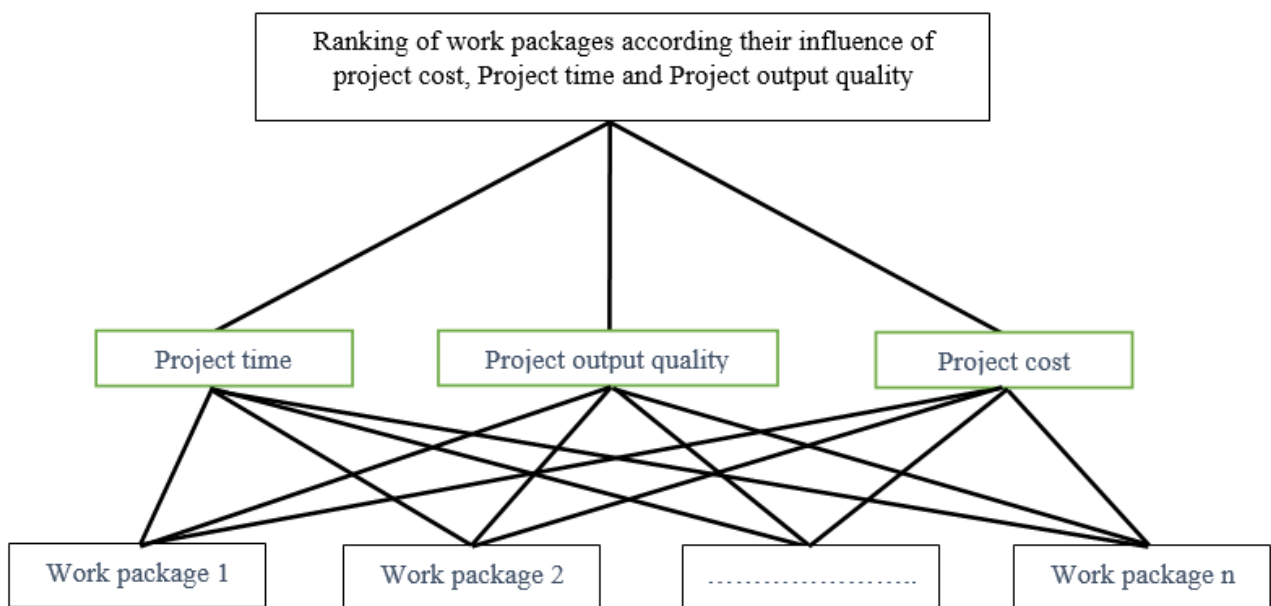 Ranking of work packages according their influence of
project cost, Project time and Project output quality
Project time
Project output quality
Project cost
Work package 1
Work package 2
…………………..
Work package n